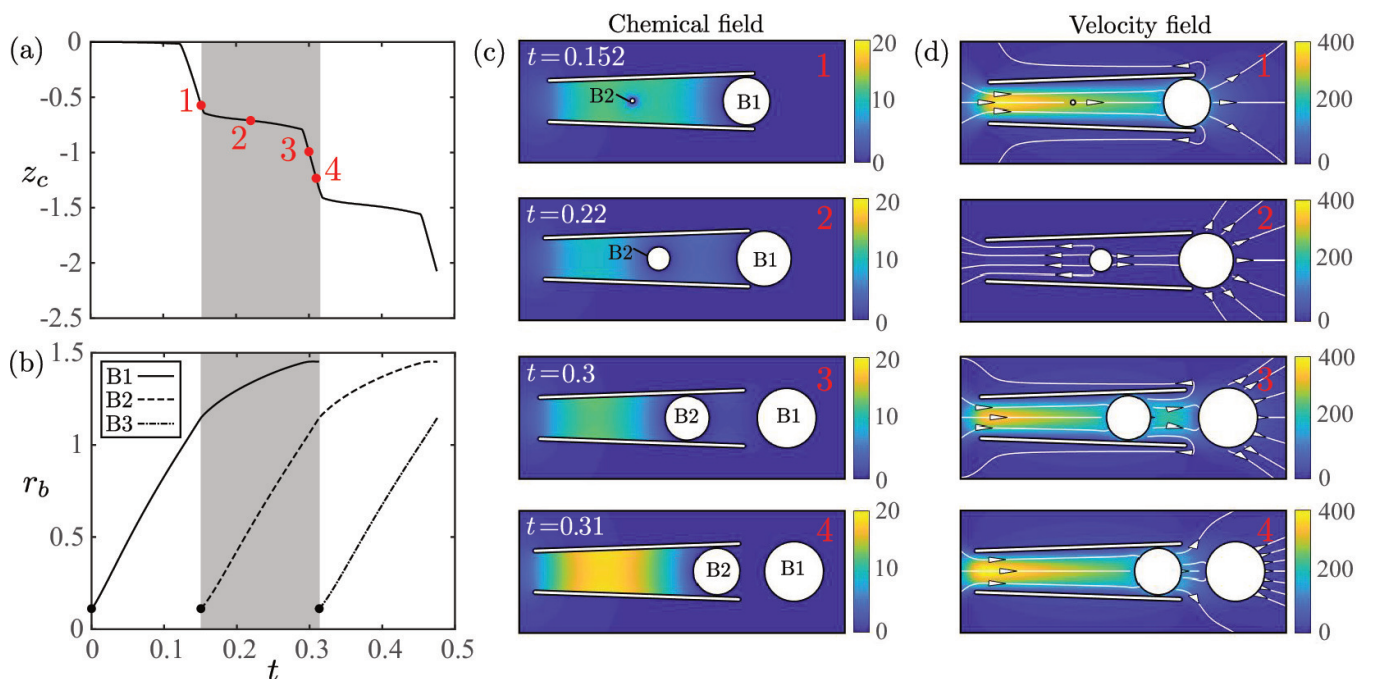 Chemical field
Velocity field
(a)
0
-0.5
-1
-1.5
-2
-2.5
z_c
1
2
3
4
(b)
1.5
1
0.5
0
r_b
B1
B2
B3
0
0.1
0.2
0.3
0.4
0.5
t
(c)
t=0.152
1
B2
B1
20
10
0
t=0.22
2
B2
B1
20
10
0
t=0.3
3
B2
B1
20
10
0
t=0.31
4
B2
B1
20
10
0
(d)
1
400
200
0
2
400
200
0
3
400
200
0
4
400
200
0